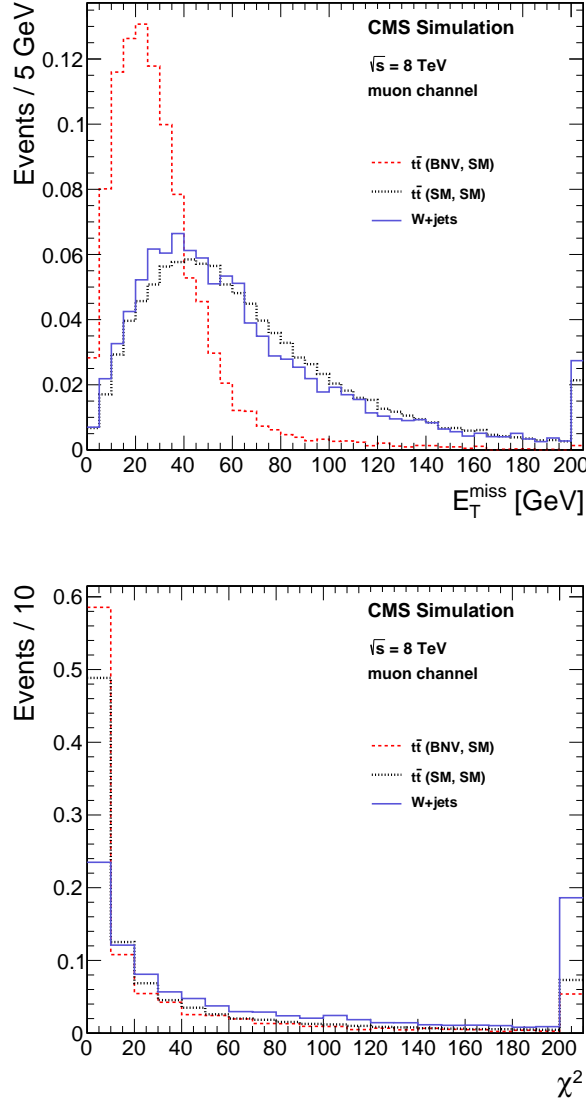 Events / 5 GeV
0.12
0.1
0.08
0.06
0.04
0.02
0
CMS Simulation
√s = 8 TeV
muon channel
tt̄ (BNV, SM)
tt̄ (SM, SM)
W+jets
0 20 40 60 80 100 120 140 160 180 200
E_T^miss [GeV]
Events / 10
0.6
0.5
0.4
0.3
0.2
0.1
0
CMS Simulation
√s = 8 TeV
muon channel
tt̄ (BNV, SM)
tt̄ (SM, SM)
W+jets
0 20 40 60 80 100 120 140 160 180 200
χ²